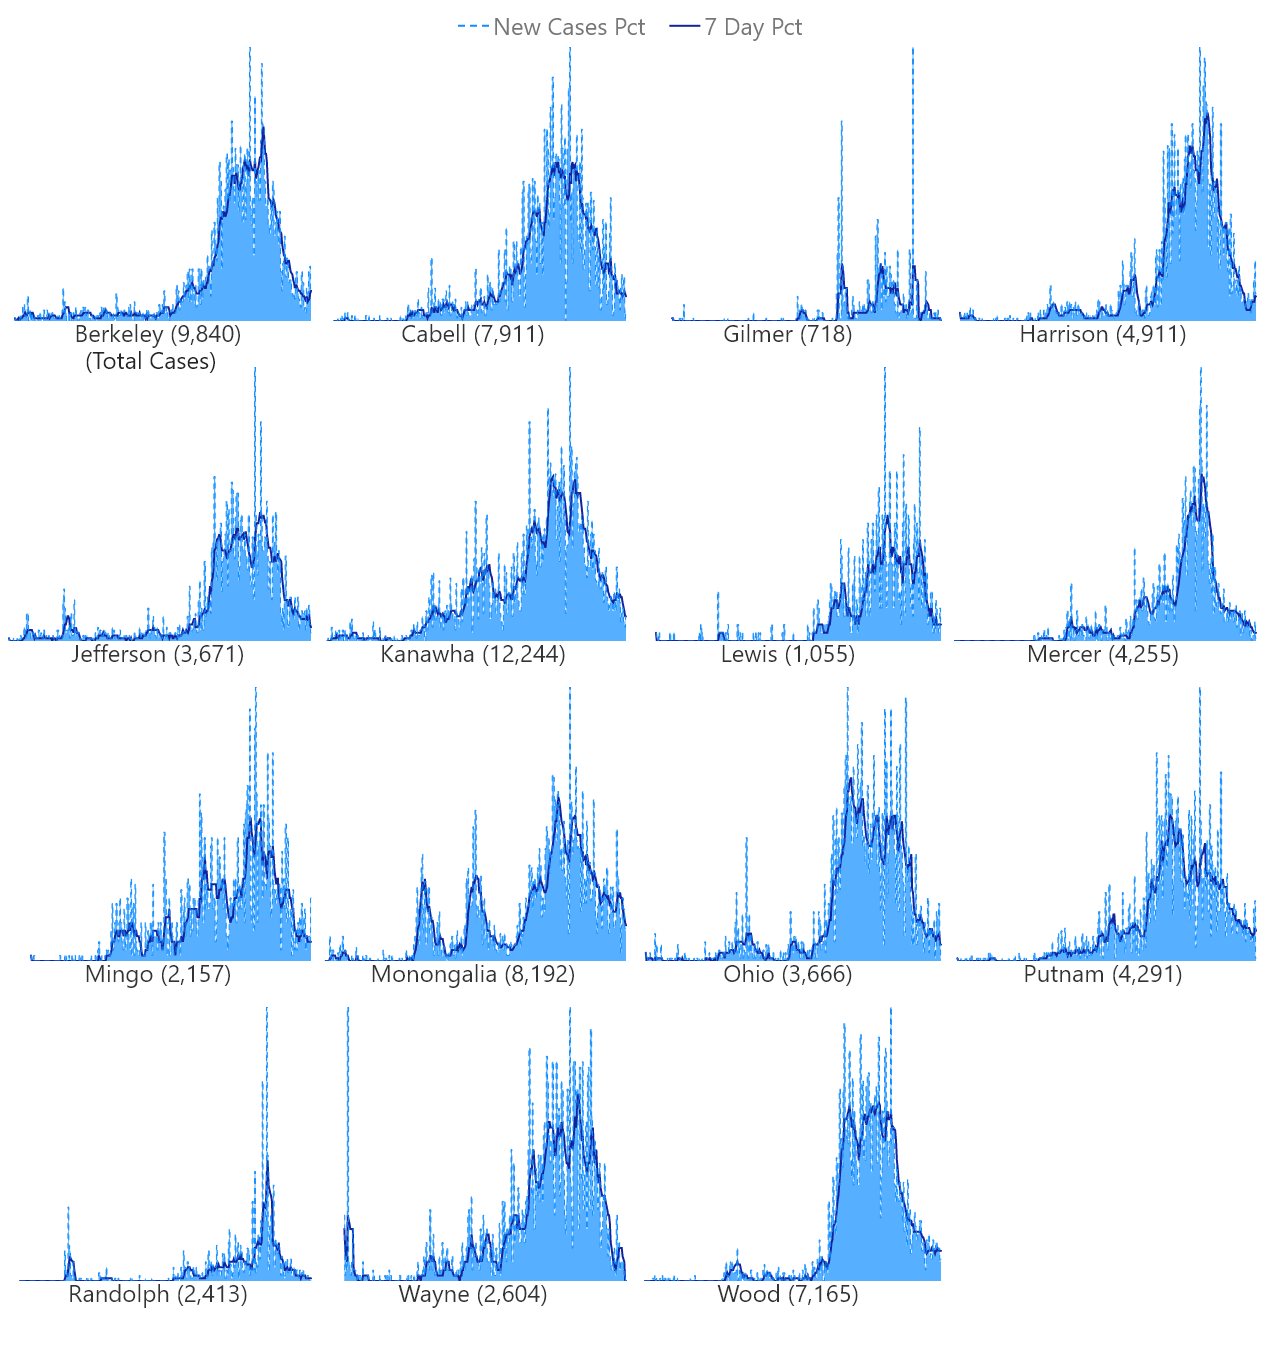 New Cases Pct 7 Day Pct
Berkeley (9,840) Cabell (7,911) Gilmer (718) Harrison (4,911)
(Total Cases)
Jefferson (3,671) Kanawha (12,244) Lewis (1,055) Mercer (4,255)
Mingo (2,157) Monongalia (8,192) Ohio (3,666) Putnam (4,291)
Randolph (2,413) Wayne (2,604) Wood (7,165)